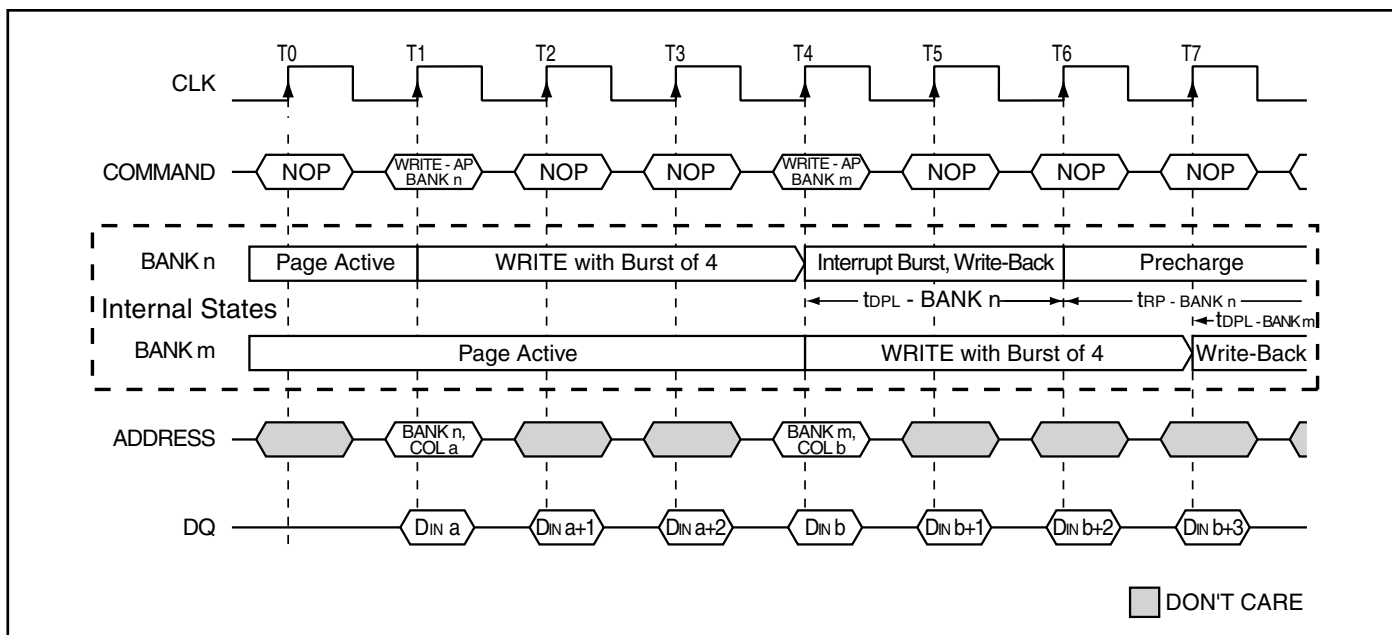 T0 T1 T2 T3 T4 T5 T6 T7
CLK
COMMAND NOP WRITE - AP BANK n NOP NOP WRITE - AP BANK m NOP NOP NOP
BANK n Page Active WRITE with Burst of 4 Interrupt Burst, Write-Back Precharge
tDPL - BANK n tRP - BANK n
Internal States
tDPL - BANK m
BANK m Page Active WRITE with Burst of 4 Write-Back
ADDRESS BANK n, COL a BANK m, COL b
DQ DIN a DIN a+1 DIN a+2 DIN b DIN b+1 DIN b+2 DIN b+3
DON'T CARE